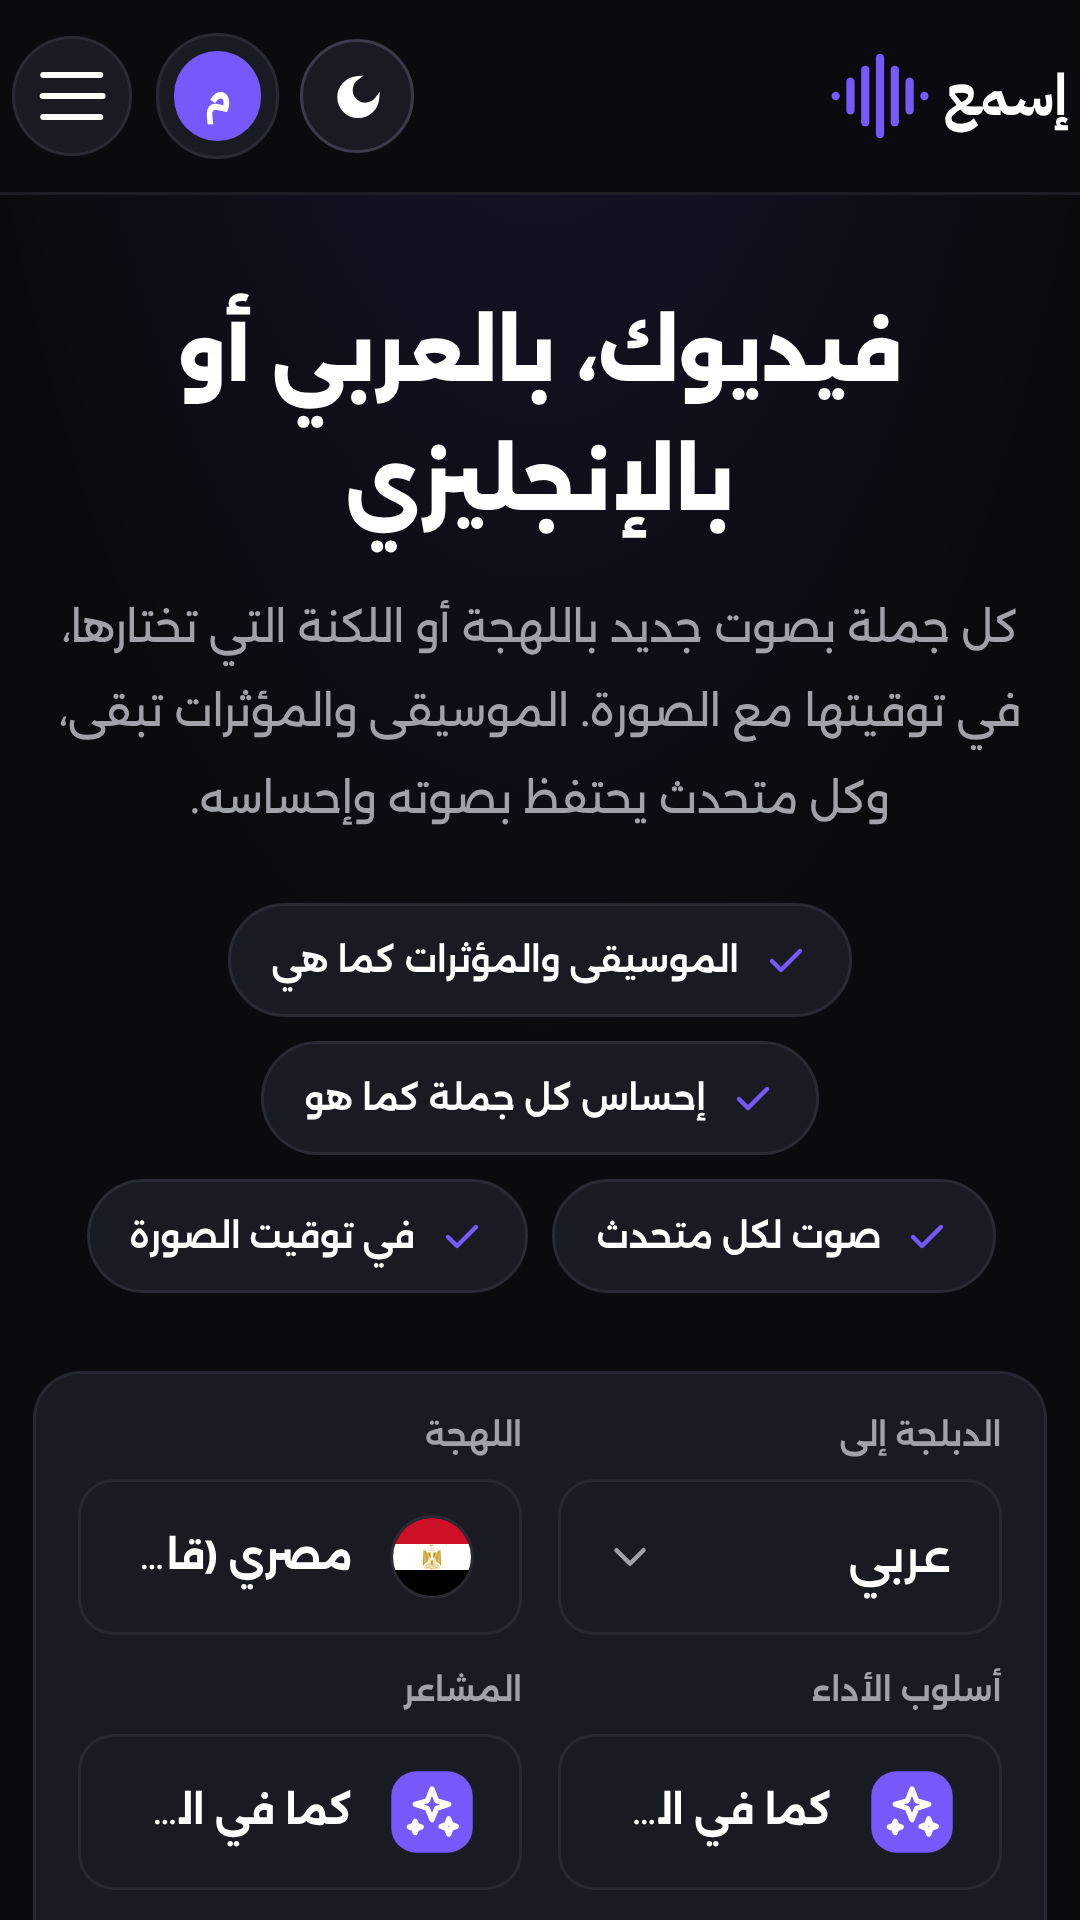 إسمع
م
فيديوك، بالعربي أو
بالإنجليزي
كل جملة بصوت جديد باللهجة أو اللكنة التي تختارها،
في توقيتها مع الصورة. الموسيقى والمؤثرات تبقى،
وكل متحدث يحتفظ بصوته وإحساسه.
الموسيقى والمؤثرات كما هي
إحساس كل جملة كما هو
صوت لكل متحدث
في توقيت الصورة
الدبلجة إلى
اللهجة
عربي
مصري (قا...
أسلوب الأداء
المشاعر
كما في الـ...
كما في الـ...